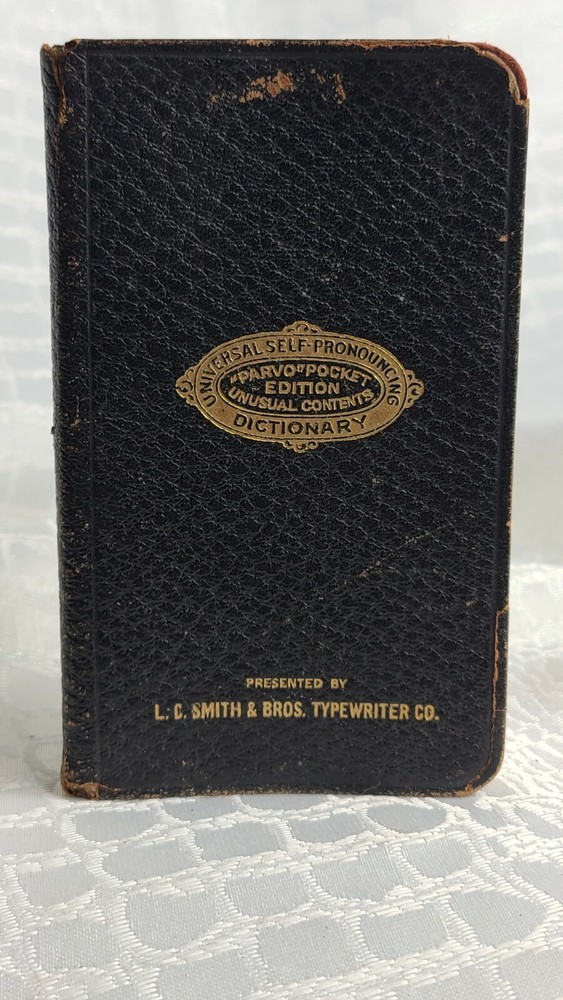 UNIVERSAL SELF-PRONOUNCING
"PARVO" POCKET
EDITION
UNUSUAL CONTENTS
DICTIONARY
PRESENTED BY
L. C. SMITH & BROS. TYPEWRITER CO.